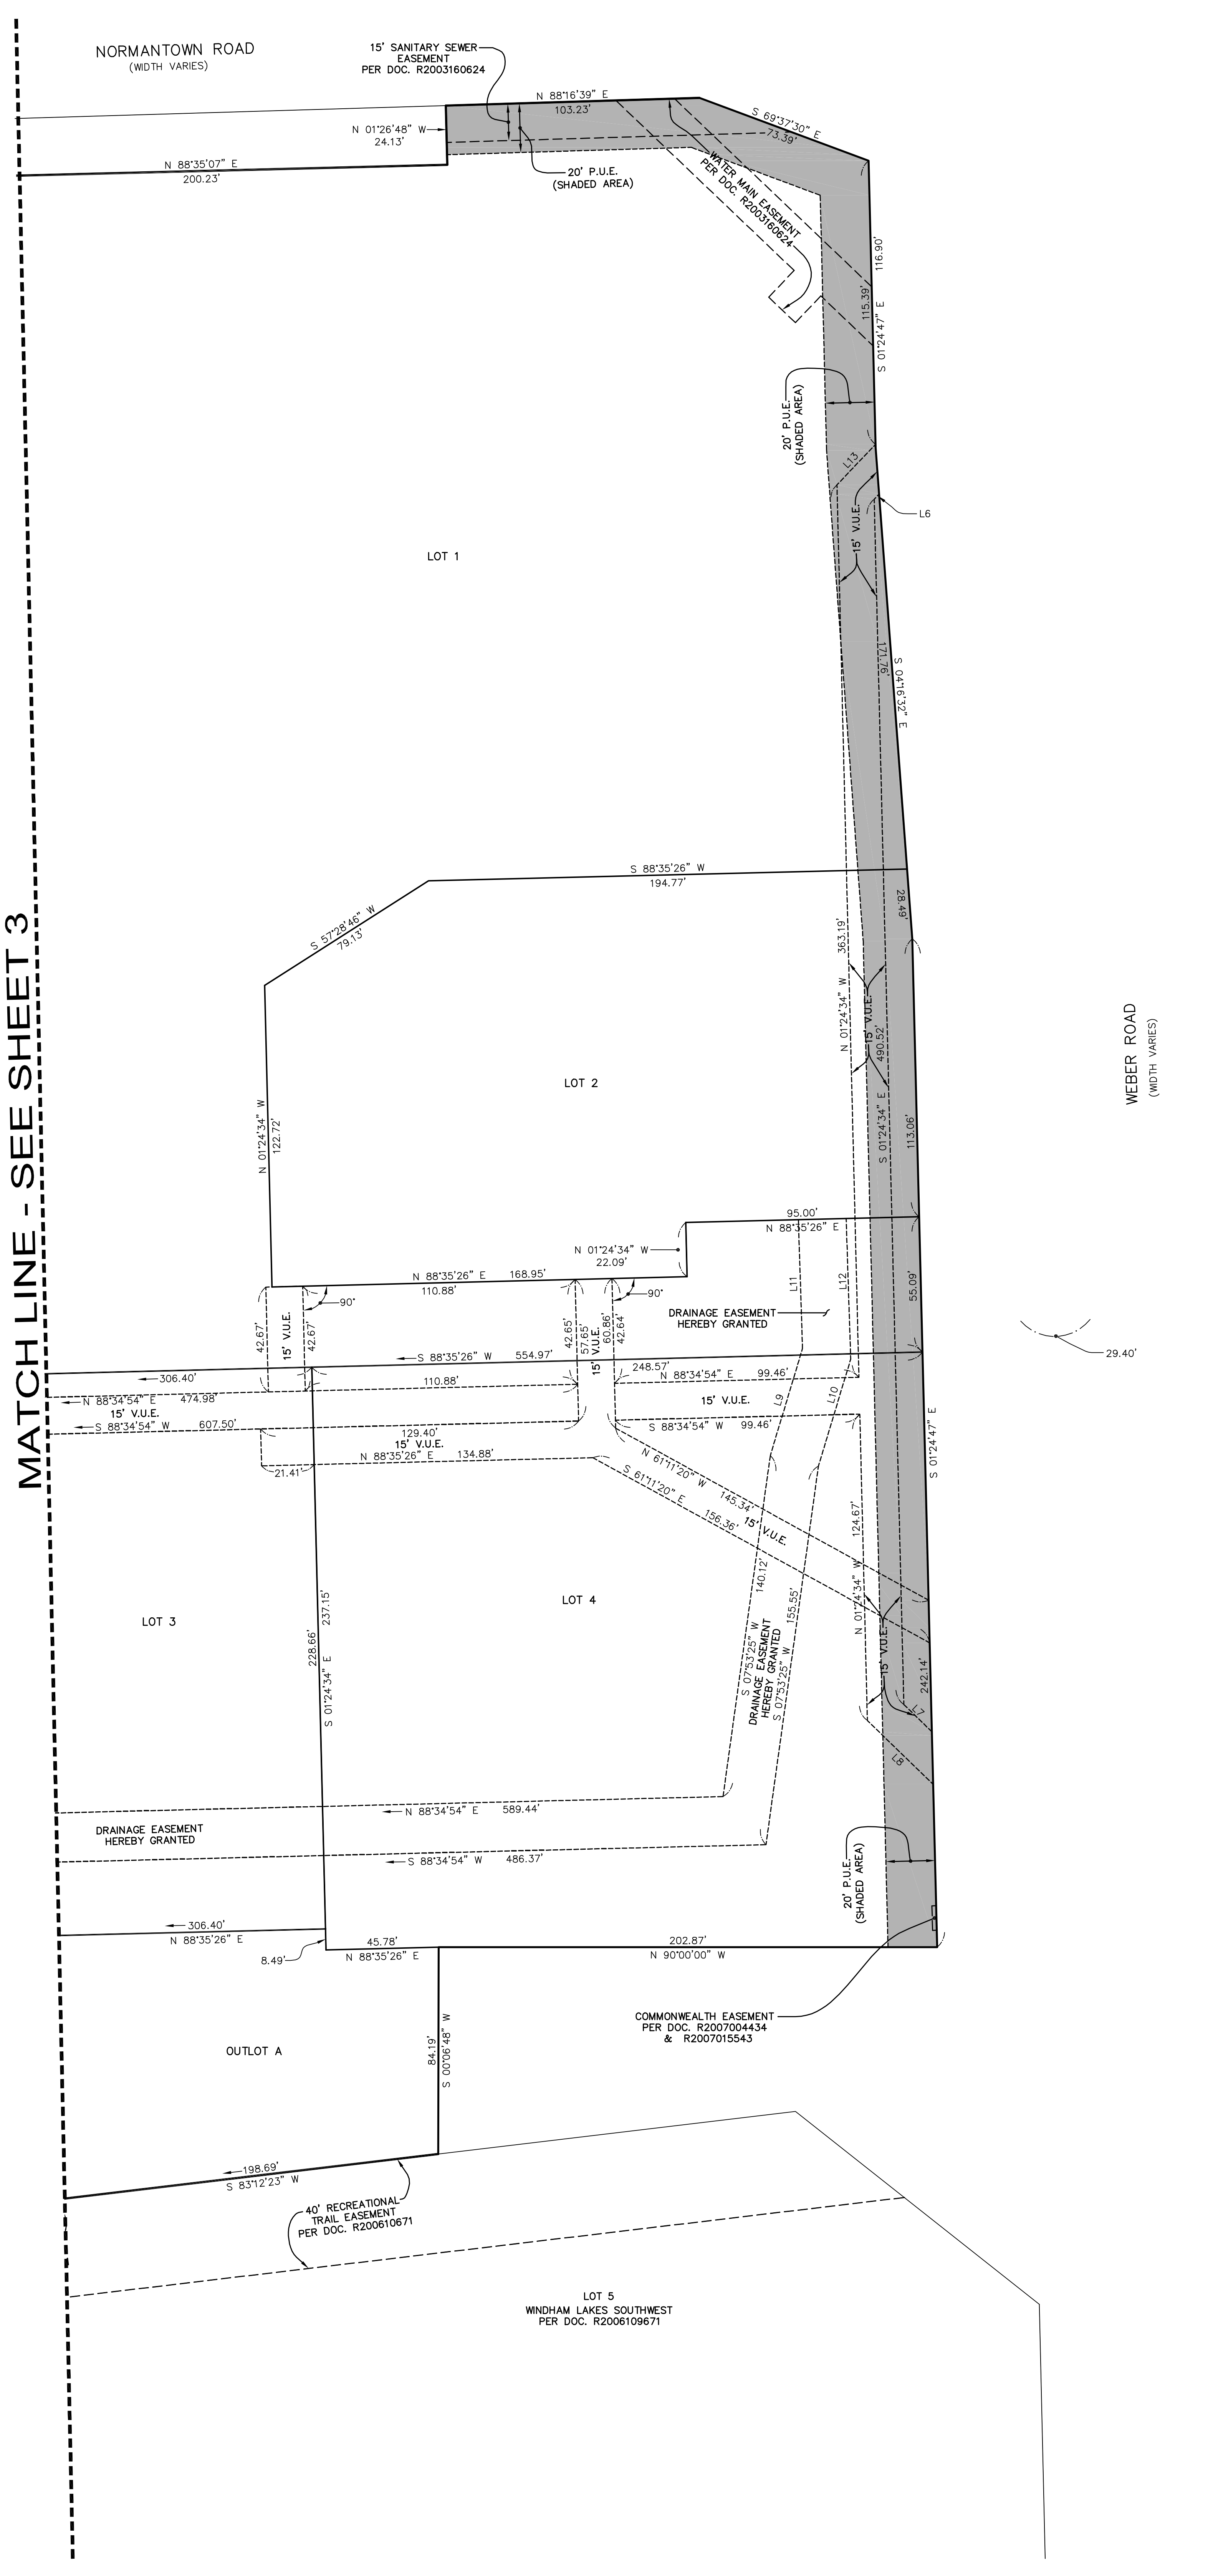 NORMANTOWN ROAD
(WIDTH VARIES)
15' SANITARY SEWER
EASEMENT
PER DOC. R2003160624
N 88°16'39" E
103.23'
S 69°37'30" E
73.39'
N 01°26'48" W
24.13'
N 88°35'07" E
200.23'
20' P.U.E.
(SHADED AREA)
WATER MAIN EASEMENT
PER DOC. R2003160624
116.90'
115.39'
S 01°24'47" E
20' P.U.E.
(SHADED AREA)
L13
L6
15' V.U.E.
LOT 1
171.76'
S 04°16'32" E
S 88°35'26" W
194.77'
28.49'
S 57°28'46" W
79.13'
363.19'
N 01°24'34" W
15' V.U.E.
490.52'
S 01°24'34" E
MATCH LINE - SEE SHEET 3
WEBER ROAD
(WIDTH VARIES)
LOT 2
N 01°24'34" W
122.72'
113.06'
95.00'
N 88°35'26" E
N 01°24'34" W
22.09'
N 88°35'26" E 168.95'
110.88'
90°
90°
L11
L12
55.09'
DRAINAGE EASEMENT
HEREBY GRANTED
42.67'
15' V.U.E.
42.67'
42.65'
57.65'
15' V.U.E.
60.86'
42.64'
29.40'
S 88°35'26" W 554.97'
248.57'
306.40'
110.88'
N 88°34'54" E 99.46'
N 88°34'54" E 474.98'
15' V.U.E.
15' V.U.E.
L9
L10
S 88°34'54" W 607.50'
129.40'
S 88°34'54" W 99.46'
15' V.U.E.
N 88°35'26" E 134.88'
21.41'
N 61°11'20" W 145.34'
S 61°11'20" E 156.36'
15' V.U.E.
S 01°24'47" E
124.67'
N 01°24'34" W
LOT 3
LOT 4
228.66'
S 01°24'34" E 237.15'
140.12'
S 07°53'25" W
DRAINAGE EASEMENT
HEREBY GRANTED
155.55'
S 07°53'25" W
15' V.U.E.
242.14'
L7
L8
N 88°34'54" E 589.44'
DRAINAGE EASEMENT
HEREBY GRANTED
S 88°34'54" W 486.37'
20' P.U.E.
(SHADED AREA)
306.40'
N 88°35'26" E
8.49'
45.78'
N 88°35'26" E
202.87'
N 90°00'00" W
COMMONWEALTH EASEMENT
PER DOC. R2007004434
& R2007015543
OUTLOT A
84.19'
S 00°06'48" W
198.69'
S 83°12'23" W
40' RECREATIONAL
TRAIL EASEMENT
PER DOC. R200610671
LOT 5
WINDHAM LAKES SOUTHWEST
PER DOC. R2006109671